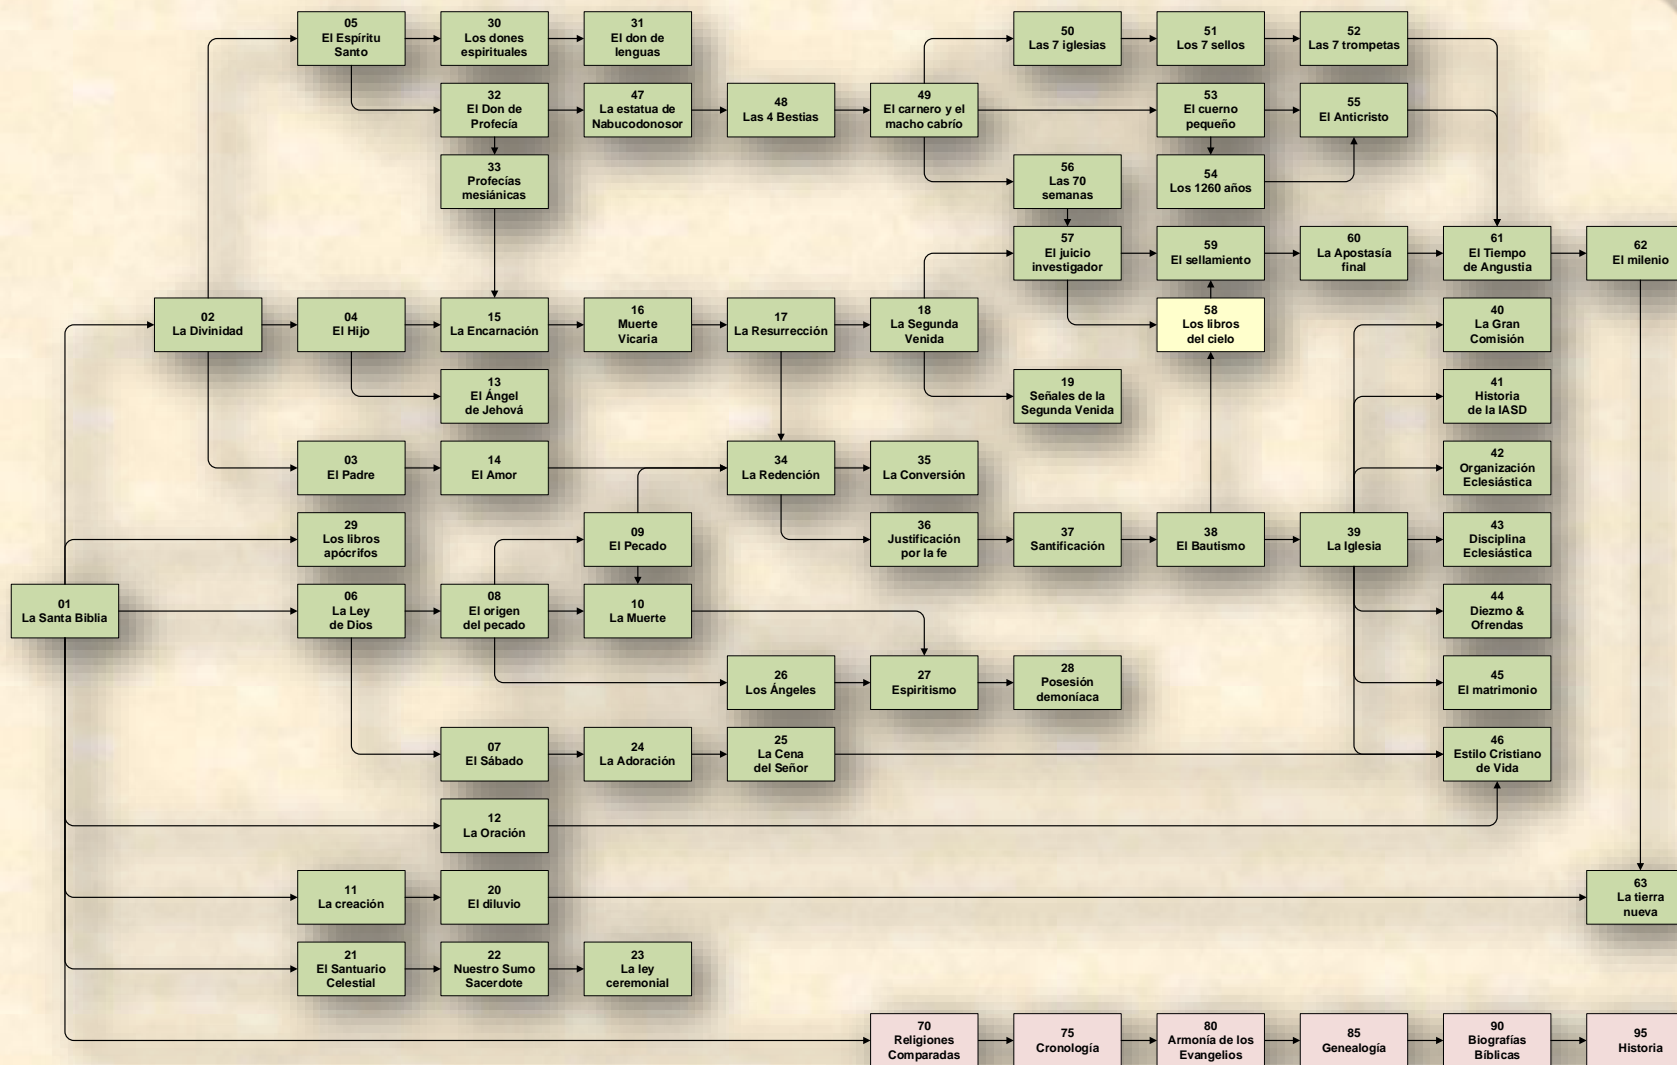 05
El Espíritu
Santo
30
Los dones
espirituales
31
El don de
lenguas
50
Las 7 iglesias
51
Los 7 sellos
52
Las 7 trompetas
32
El Don de
Profecía
47
La estatua de
Nabucodonosor
48
Las 4 Bestias
49
El carnero y el
macho cabrío
53
El cuerno
pequeño
55
El Anticristo
33
Profecías
mesiánicas
56
Las 70
semanas
54
Los 1260 años
57
El juicio
investigador
59
El sellamiento
60
La Apostasía
final
61
El Tiempo
de Angustia
62
El milenio
02
La Divinidad
04
El Hijo
15
La Encarnación
16
Muerte
Vicaria
17
La Resurrección
18
La Segunda
Venida
58
Los libros
del cielo
40
La Gran
Comisión
13
El Ángel
de Jehová
19
Señales de la
Segunda Venida
41
Historia
de la IASD
03
El Padre
14
El Amor
34
La Redención
35
La Conversión
42
Organización
Eclesiástica
29
Los libros
apócrifos
09
El Pecado
36
Justificación
por la fe
37
Santificación
38
El Bautismo
39
La Iglesia
43
Disciplina
Eclesiástica
01
La Santa Biblia
06
La Ley
de Dios
08
El origen
del pecado
10
La Muerte
44
Diezmo &
Ofrendas
26
Los Ángeles
27
Espiritismo
28
Posesión
demoníaca
45
El matrimonio
07
El Sábado
24
La Adoración
25
La Cena
del Señor
46
Estilo Cristiano
de Vida
12
La Oración
11
La creación
20
El diluvio
63
La tierra
nueva
21
El Santuario
Celestial
22
Nuestro Sumo
Sacerdote
23
La ley
ceremonial
70
Religiones
Comparadas
75
Cronología
80
Armonía de los
Evangelios
85
Genealogía
90
Biografías
Bíblicas
95
Historia